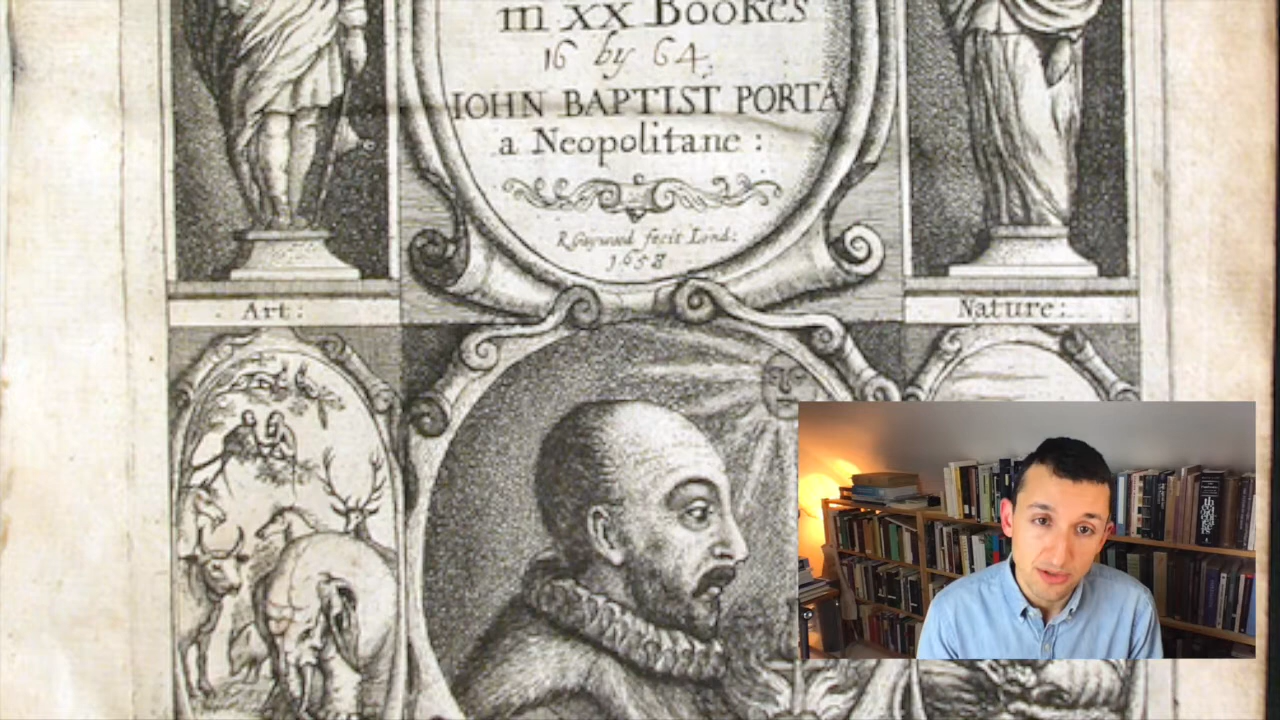 in XX Bookes
16 by 64.
IOHN BAPTIST PORTA
a Neopolitane :
R. Gaywood fecit Lond:
1658
Art:
Nature: